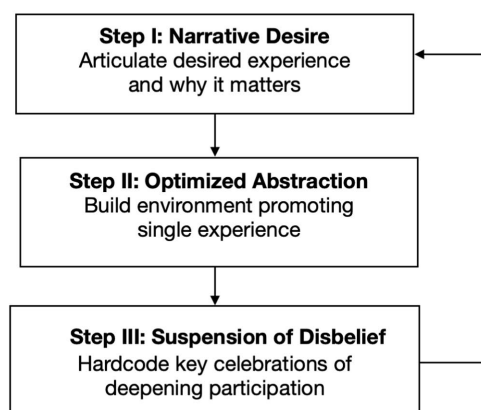 Step I: Narrative Desire
Articulate desired experience
and why it matters
Step II: Optimized Abstraction
Build environment promoting
single experience
Step III: Suspension of Disbelief
Hardcode key celebrations of
deepening participation